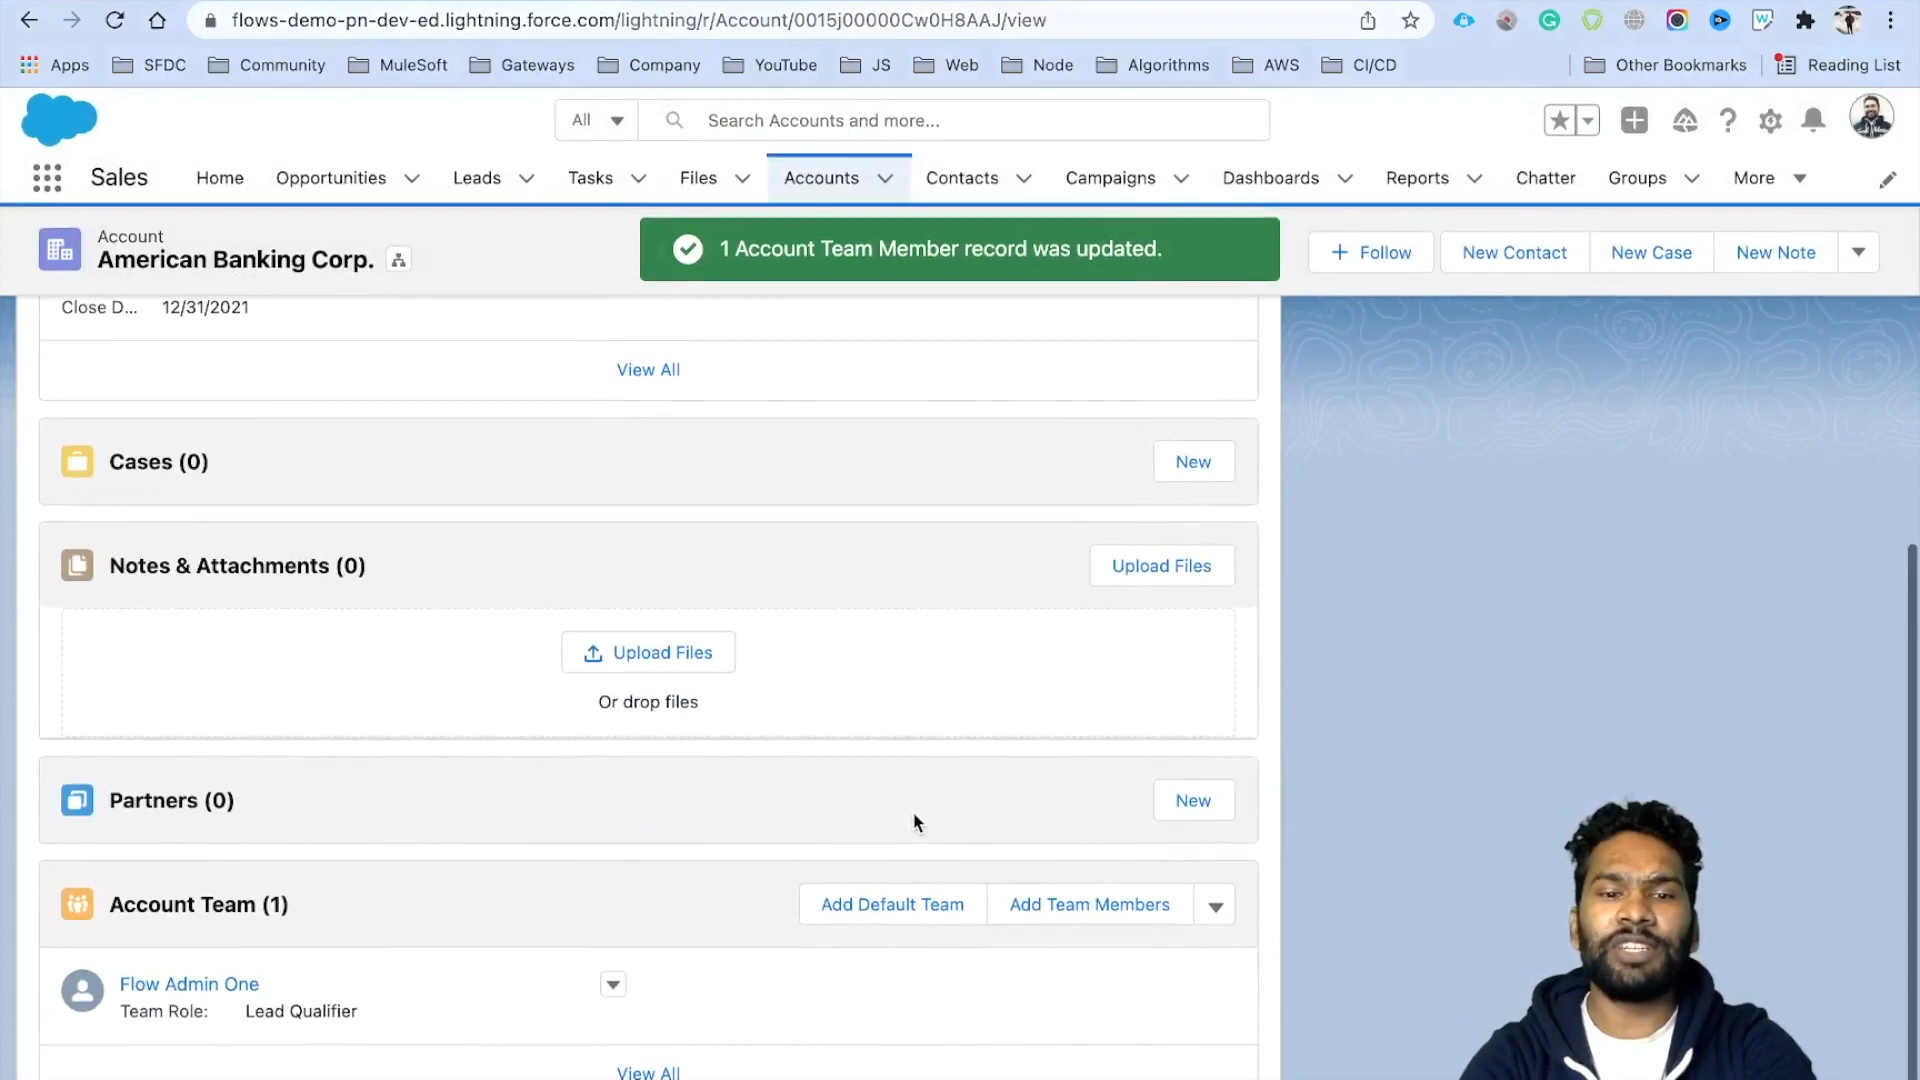 flows-demo-pn-dev-ed.lightning.force.com/lightning/r/Account/0015j00000Cw0H8AAJ/view
Apps SFDC Community MuleSoft Gateways Company YouTube JS Web Node Algorithms AWS CI/CD Other Bookmarks Reading List
All Search Accounts and more...
Sales Home Opportunities Leads Tasks Files Accounts Contacts Campaigns Dashboards Reports Chatter Groups More
Account
American Banking Corp.
1 Account Team Member record was updated.
+ Follow New Contact New Case New Note
Close D... 12/31/2021
View All
Cases (0) New
Notes & Attachments (0) Upload Files
Upload Files
Or drop files
Partners (0) New
Account Team (1) Add Default Team Add Team Members
Flow Admin One
Team Role: Lead Qualifier
View All